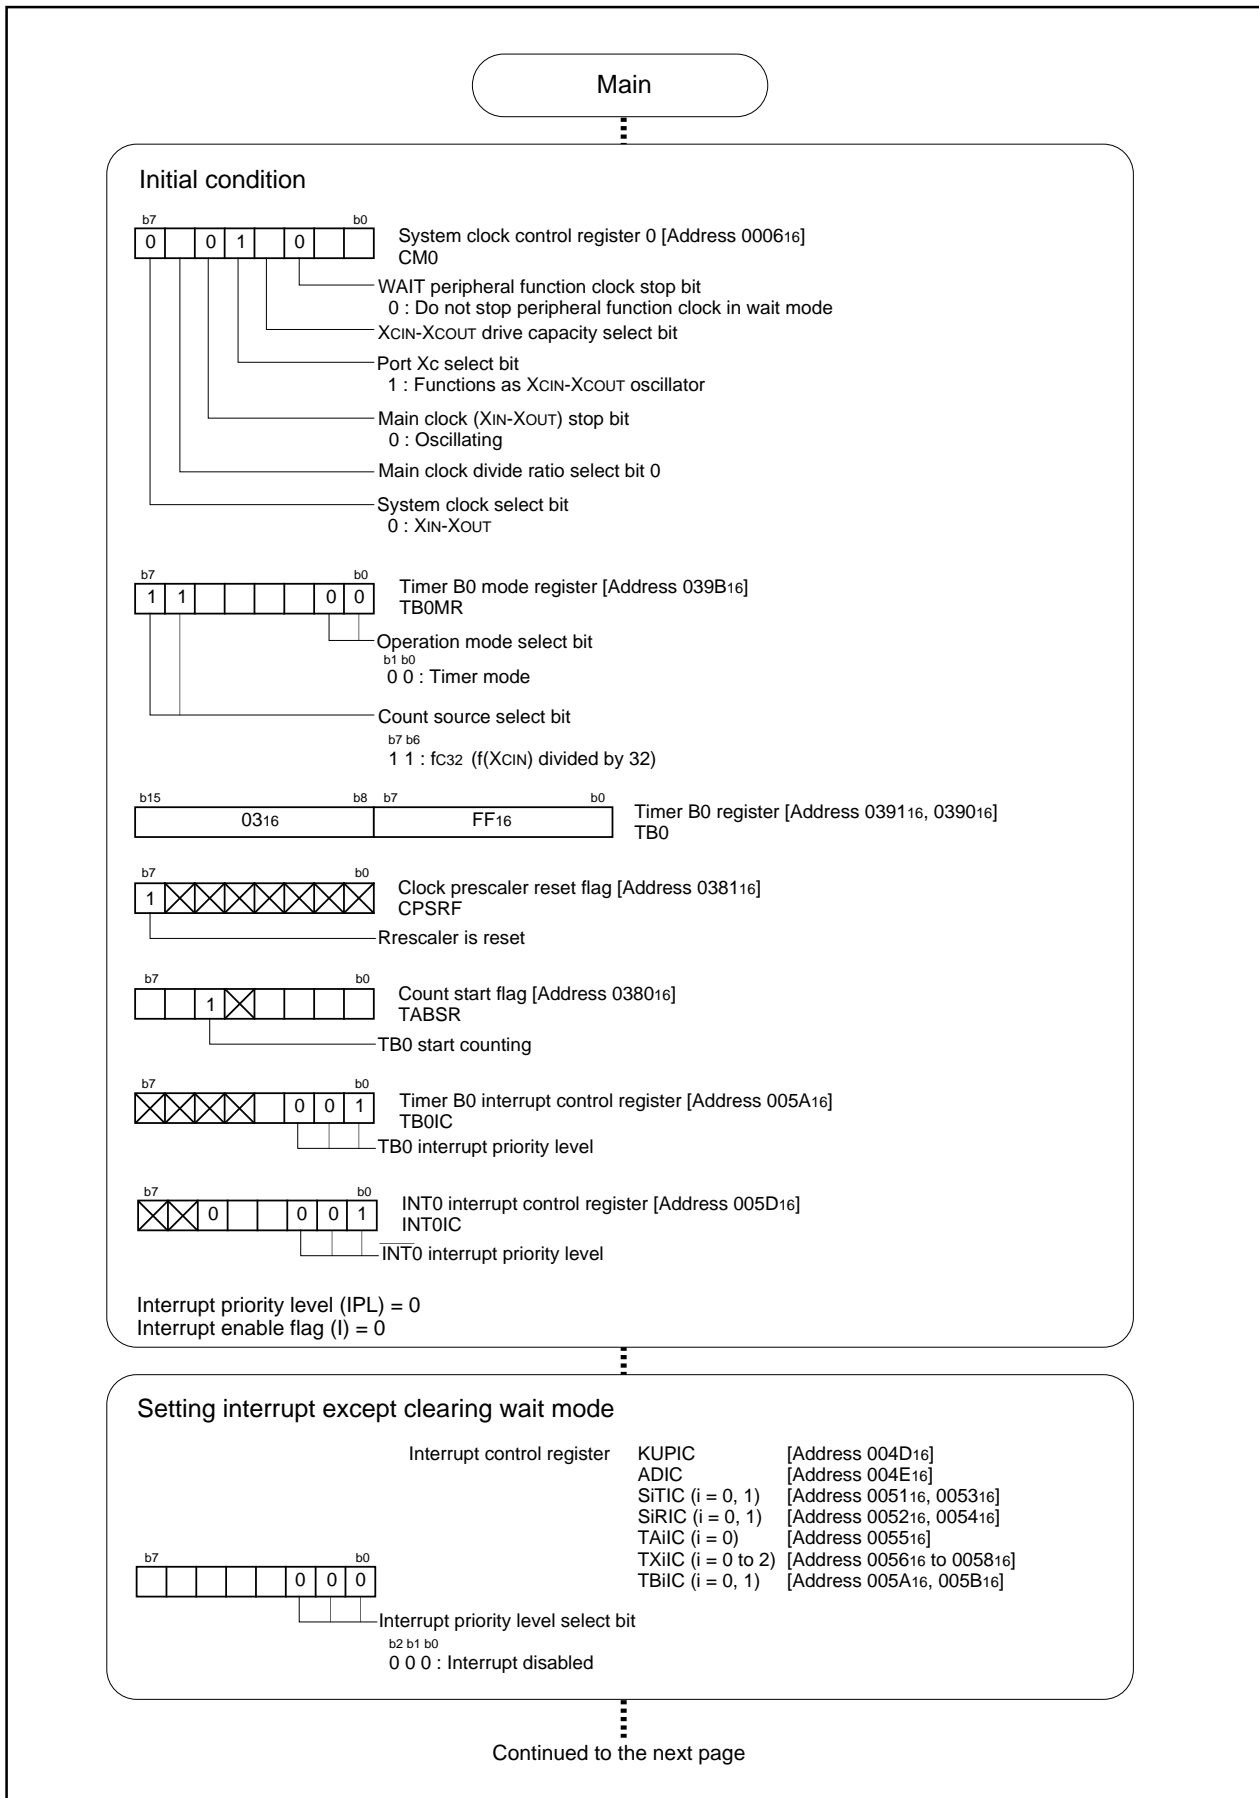 Main
Initial condition
b7 b0
0 0 1 0
System clock control register 0 [Address 000616]
CM0
WAIT peripheral function clock stop bit
0 : Do not stop peripheral function clock in wait mode
XCIN-XCOUT drive capacity select bit
Port Xc select bit
1 : Functions as XCIN-XCOUT oscillator
Main clock (XIN-XOUT) stop bit
0 : Oscillating
Main clock divide ratio select bit 0
System clock select bit
0 : XIN-XOUT
b7 b0
1 1 0 0
Timer B0 mode register [Address 039B16]
TB0MR
Operation mode select bit
b1 b0
0 0 : Timer mode
Count source select bit
b7 b6
1 1 : fC32 (f(XCIN) divided by 32)
b15 b8 b7 b0
0316 FF16
Timer B0 register [Address 039116, 039016]
TB0
b7 b0
1
Clock prescaler reset flag [Address 038116]
CPSRF
Rrescaler is reset
b7 b0
1
Count start flag [Address 038016]
TABSR
TB0 start counting
b7 b0
0 0 1
Timer B0 interrupt control register [Address 005A16]
TB0IC
TB0 interrupt priority level
b7 b0
0 0 0 1
INT0 interrupt control register [Address 005D16]
INT0IC
INT0 interrupt priority level
Interrupt priority level (IPL) = 0
Interrupt enable flag (I) = 0
Setting interrupt except clearing wait mode
Interrupt control register KUPIC [Address 004D16]
ADIC [Address 004E16]
SiTIC (i = 0, 1) [Address 005116, 005316]
SiRIC (i = 0, 1) [Address 005216, 005416]
TAiIC (i = 0) [Address 005516]
TXiIC (i = 0 to 2) [Address 005616 to 005816]
TBiIC (i = 0, 1) [Address 005A16, 005B16]
b7 b0
0 0 0
Interrupt priority level select bit
b2 b1 b0
0 0 0 : Interrupt disabled
Continued to the next page